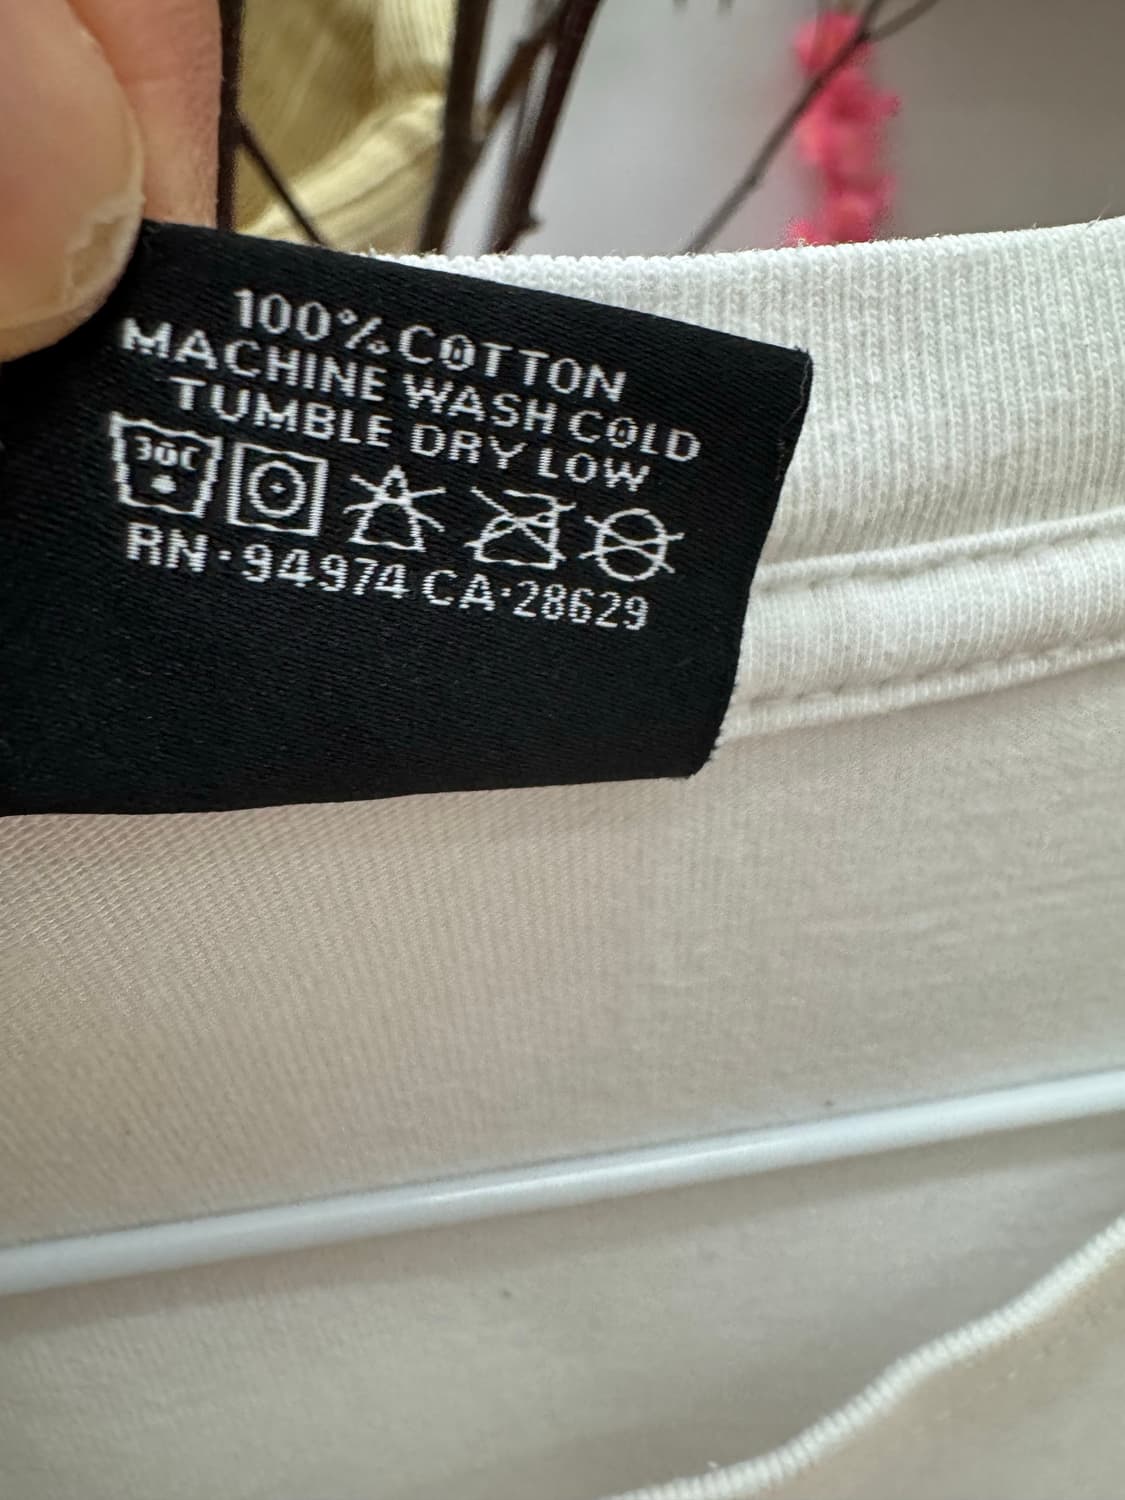 100% COTTON
MACHINE WASH COLD
TUMBLE DRY LOW
30C
RN·94974 CA·28629